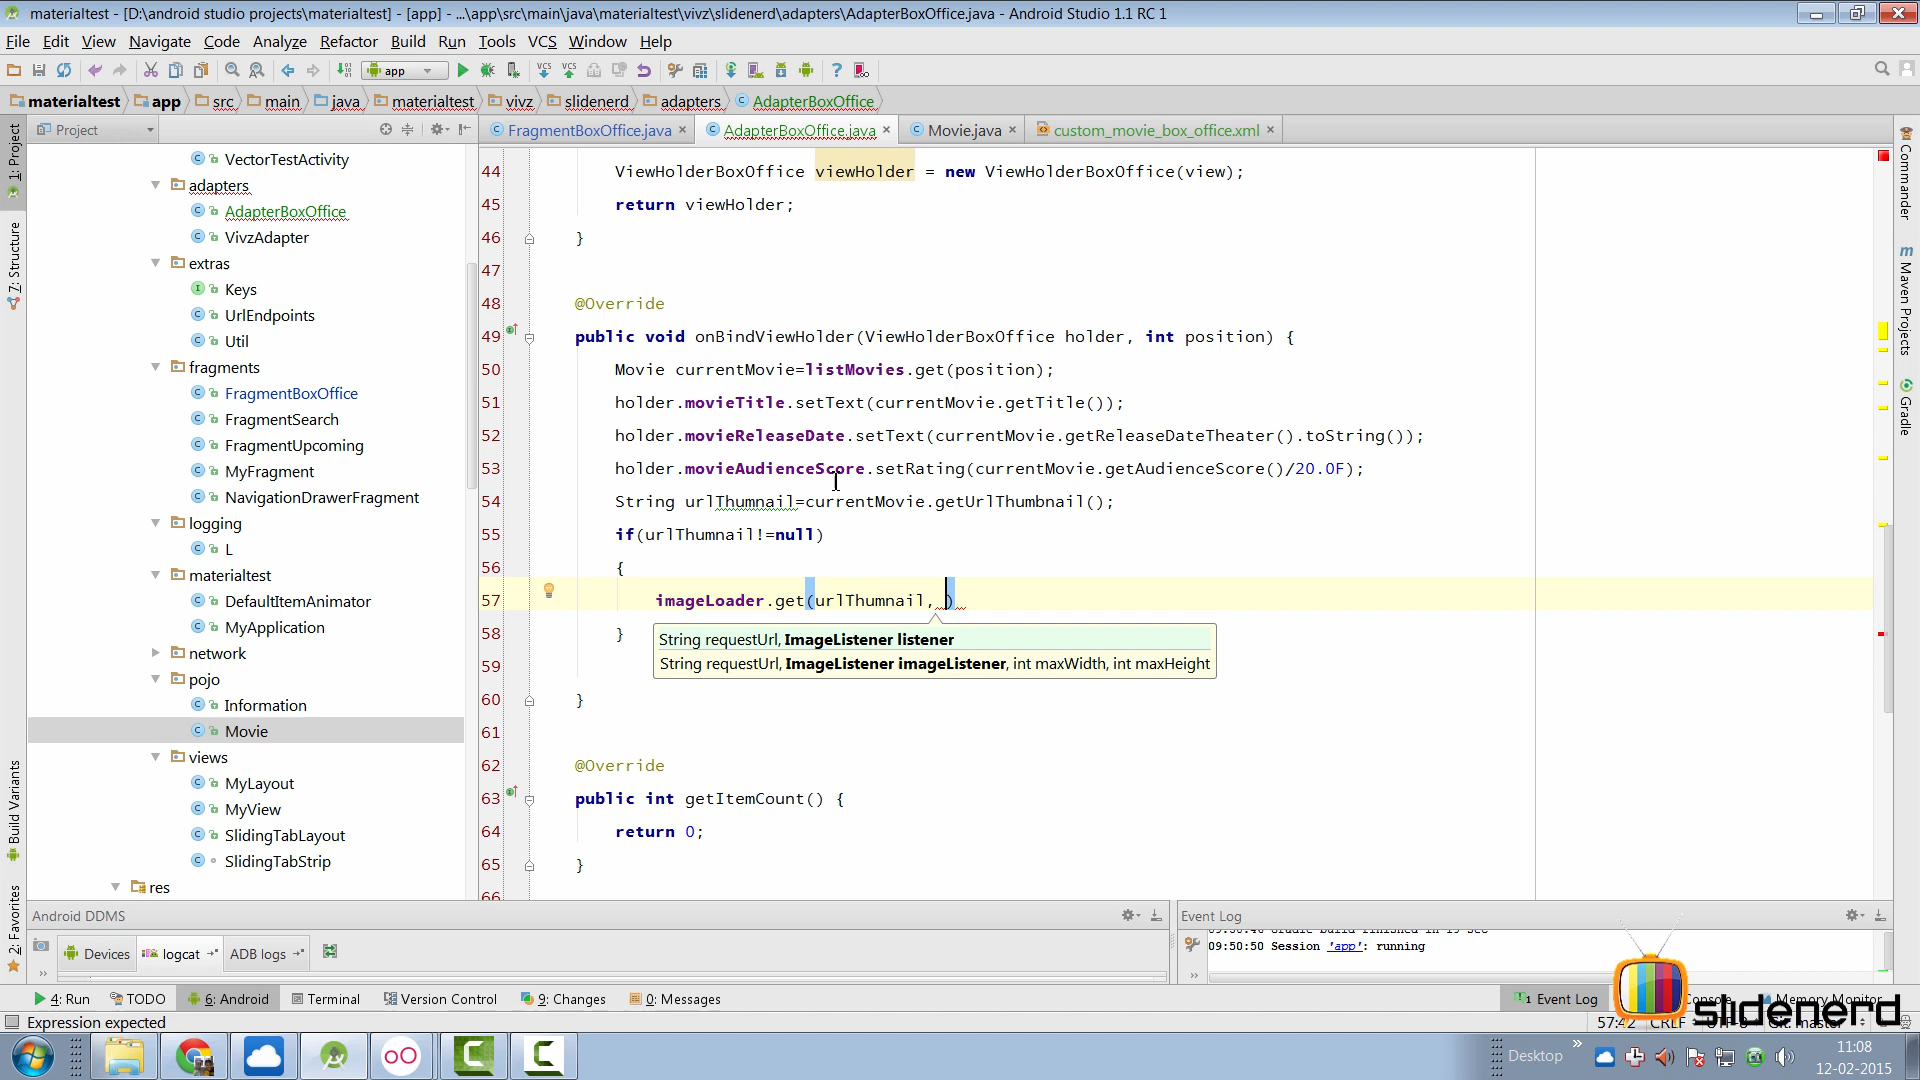 materialtest - [D:\android studio projects\materialtest] - [app] - ...\app\src\main\java\materialtest\vivz\slidenerd\adapters\AdapterBoxOffice.java - Android Studio 1.1 RC 1
File Edit View Navigate Code Analyze Refactor Build Run Tools VCS Window Help
app
materialtest app src main java materialtest vivz slidenerd adapters AdapterBoxOffice
Project
FragmentBoxOffice.java AdapterBoxOffice.java Movie.java custom_movie_box_office.xml
1: Project
7: Structure
Build Variants
2: Favorites
VectorTestActivity
adapters
AdapterBoxOffice
VivzAdapter
extras
Keys
UrlEndpoints
Util
fragments
FragmentBoxOffice
FragmentSearch
FragmentUpcoming
MyFragment
NavigationDrawerFragment
logging
L
materialtest
DefaultItemAnimator
MyApplication
network
pojo
Information
Movie
views
MyLayout
MyView
SlidingTabLayout
SlidingTabStrip
res
44 ViewHolderBoxOffice viewHolder = new ViewHolderBoxOffice(view);
45 return viewHolder;
46 }
47
48 @Override
49 public void onBindViewHolder(ViewHolderBoxOffice holder, int position) {
50 Movie currentMovie=listMovies.get(position);
51 holder.movieTitle.setText(currentMovie.getTitle());
52 holder.movieReleaseDate.setText(currentMovie.getReleaseDateTheater().toString());
53 holder.movieAudienceScore.setRating(currentMovie.getAudienceScore()/20.0F);
54 String urlThumnail=currentMovie.getUrlThumbnail();
55 if(urlThumnail!=null)
56 {
57 imageLoader.get(urlThumnail, )
58 }
String requestUrl, ImageListener listener
String requestUrl, ImageListener imageListener, int maxWidth, int maxHeight
59
60 }
61
62 @Override
63 public int getItemCount() {
64 return 0;
65 }
66
Commander
Maven Projects
Gradle
Android DDMS
Devices logcat ADB logs
Event Log
09:50:50 Session 'app': running
4: Run TODO 6: Android Terminal Version Control 9: Changes 0: Messages
1 Event Log Console Memory Monitor
Expression expected
57:42 CRLF UTF-8 Git: master
slidenerd
Desktop
11:08
12-02-2015